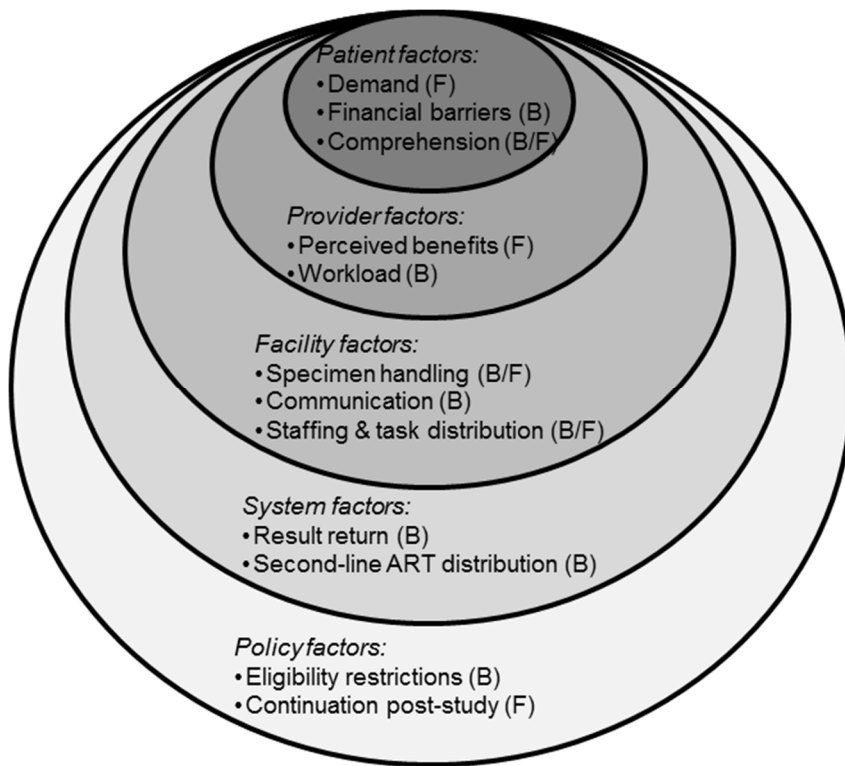 Patient factors:
•Demand (F)
•Financial barriers (B)
•Comprehension (B/F)
Provider factors:
•Perceived benefits (F)
•Workload (B)
Facility factors:
•Specimen handling (B/F)
•Communication (B)
•Staffing & task distribution (B/F)
System factors:
•Result return (B)
•Second-line ART distribution (B)
Policy factors:
•Eligibility restrictions (B)
•Continuation post-study (F)